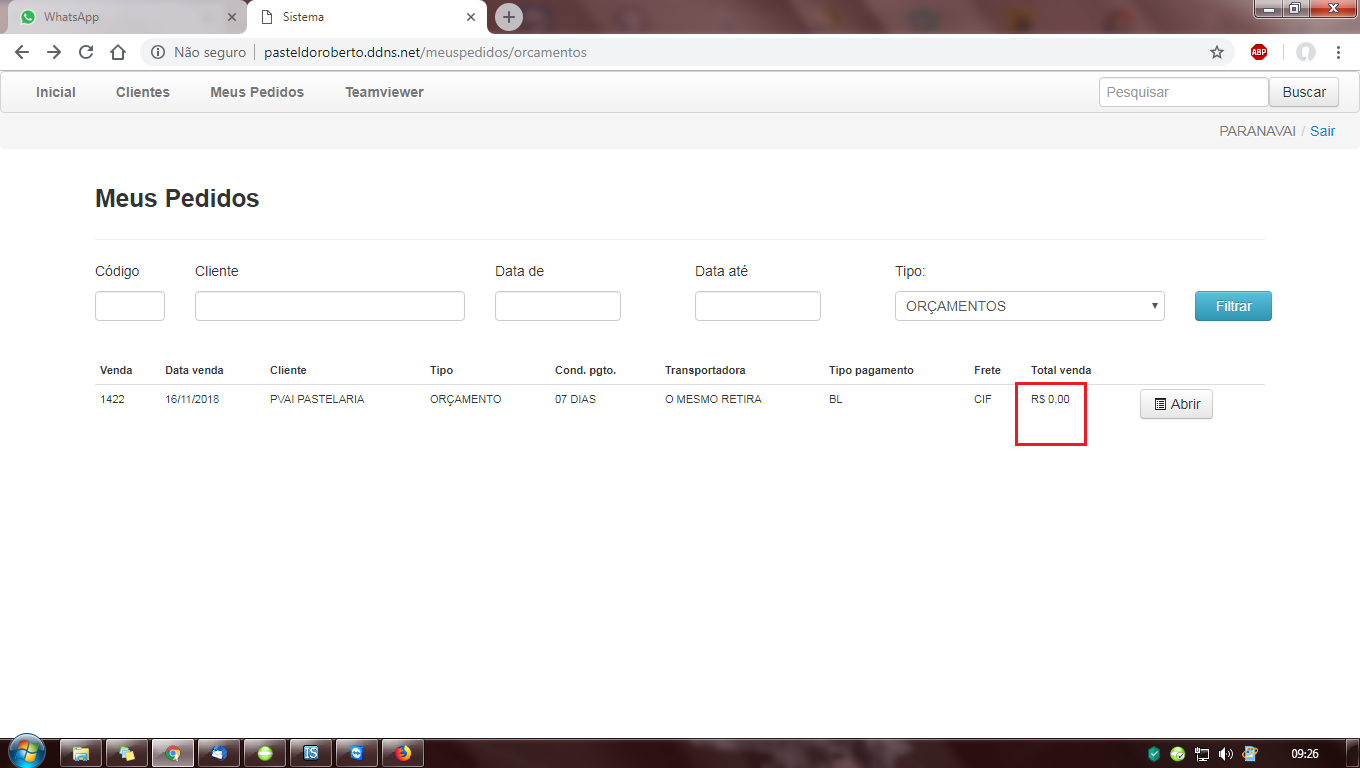 WhatsApp
Sistema
Não seguro pasteldoroberto.ddns.net/meuspedidos/orcamentos
ABP
Inicial Clientes Meus Pedidos Teamviewer Pesquisar Buscar
PARANAVAI / Sair
Meus Pedidos
Código Cliente Data de Data até Tipo:
ORÇAMENTOS Filtrar
Venda Data venda Cliente Tipo Cond. pgto. Transportadora Tipo pagamento Frete Total venda
1422 16/11/2018 PVAI PASTELARIA ORÇAMENTO 07 DIAS O MESMO RETIRA BL CIF R$ 0,00 Abrir
IS
09:26